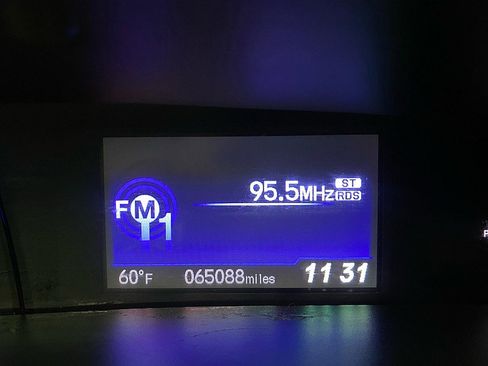 95.5MHz ST
RDS
FM1
60°F 065088miles 11 31
P